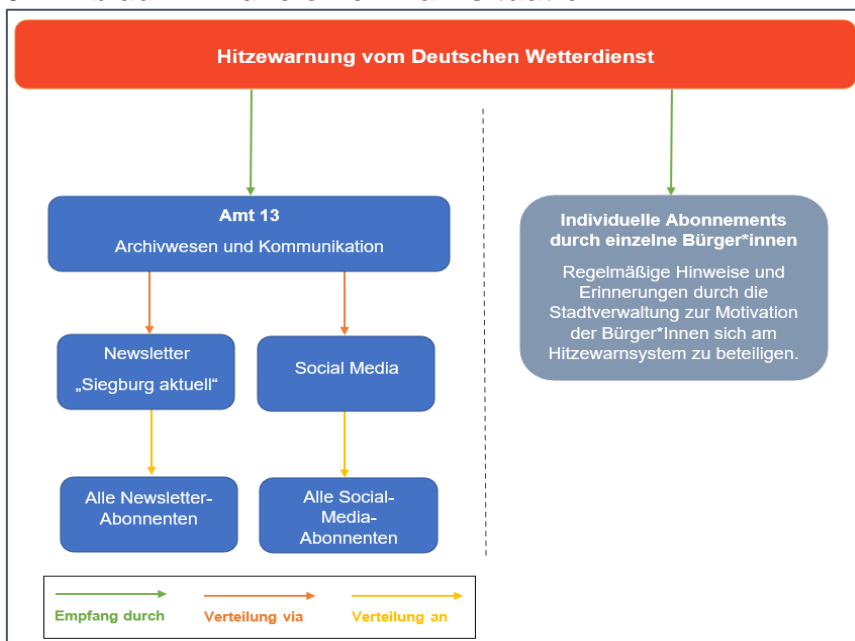 Hitzewarnung vom Deutschen Wetterdienst
Amt 13
Archivwesen und Kommunikation
Newsletter
„Siegburg aktuell“
Social Media
Alle Newsletter-
Abonnenten
Alle Social-
Media-
Abonnenten
Individuelle Abonnements
durch einzelne Bürger*innen
Regelmäßige Hinweise und
Erinnerungen durch die
Stadtverwaltung zur Motivation
der Bürger*Innen sich am
Hitzewarnsystem zu beteiligen.
Empfang durch
Verteilung via
Verteilung an